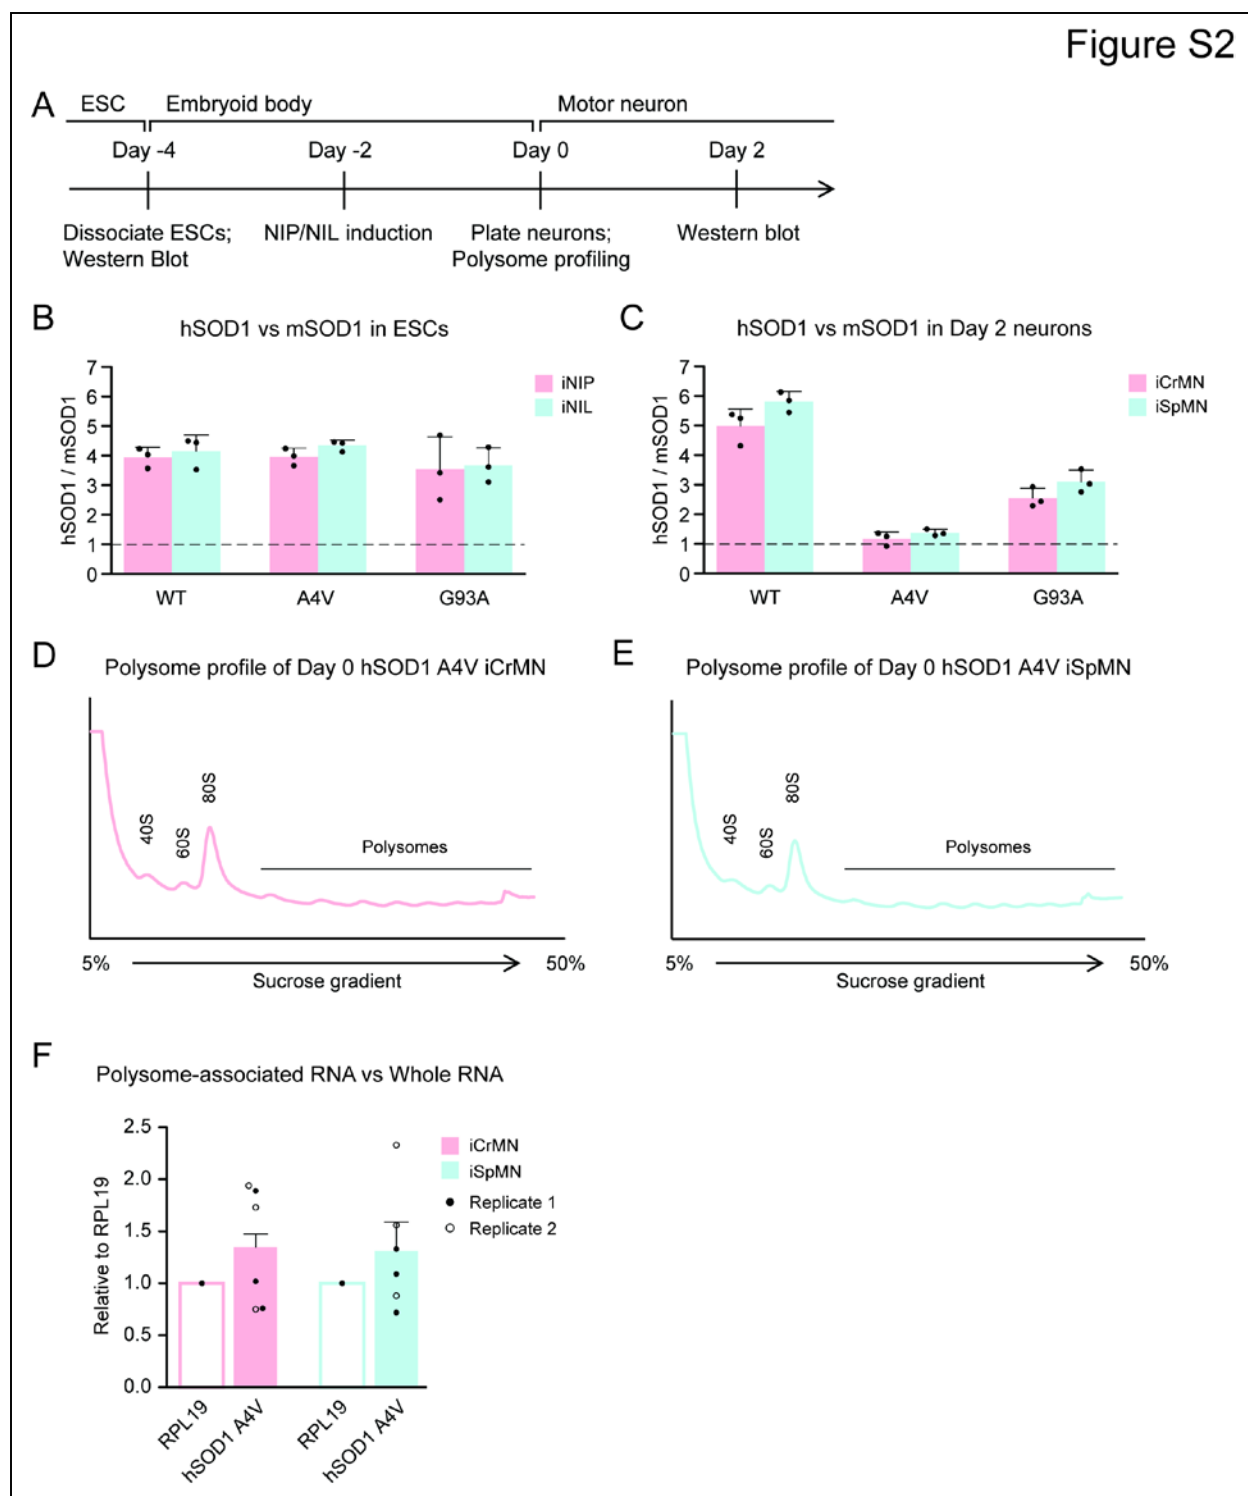 Figure S2
A
ESC Embryoid body Motor neuron
Day -4 Day -2 Day 0 Day 2
Dissociate ESCs; NIP/NIL induction Plate neurons; Western blot
Western Blot Polysome profiling
B
hSOD1 vs mSOD1 in ESCs
hSOD1 / mSOD1
7
6
5
4
3
2
1
0
WT A4V G93A
iNIP
iNIL
C
hSOD1 vs mSOD1 in Day 2 neurons
hSOD1 / mSOD1
7
6
5
4
3
2
1
0
WT A4V G93A
iCrMN
iSpMN
D
Polysome profile of Day 0 hSOD1 A4V iCrMN
40S
60S
80S
Polysomes
5% 50%
Sucrose gradient
E
Polysome profile of Day 0 hSOD1 A4V iSpMN
40S
60S
80S
Polysomes
5% 50%
Sucrose gradient
F
Polysome-associated RNA vs Whole RNA
Relative to RPL19
2.5
2.0
1.5
1.0
0.5
0.0
RPL19
hSOD1 A4V
RPL19
hSOD1 A4V
iCrMN
iSpMN
Replicate 1
Replicate 2